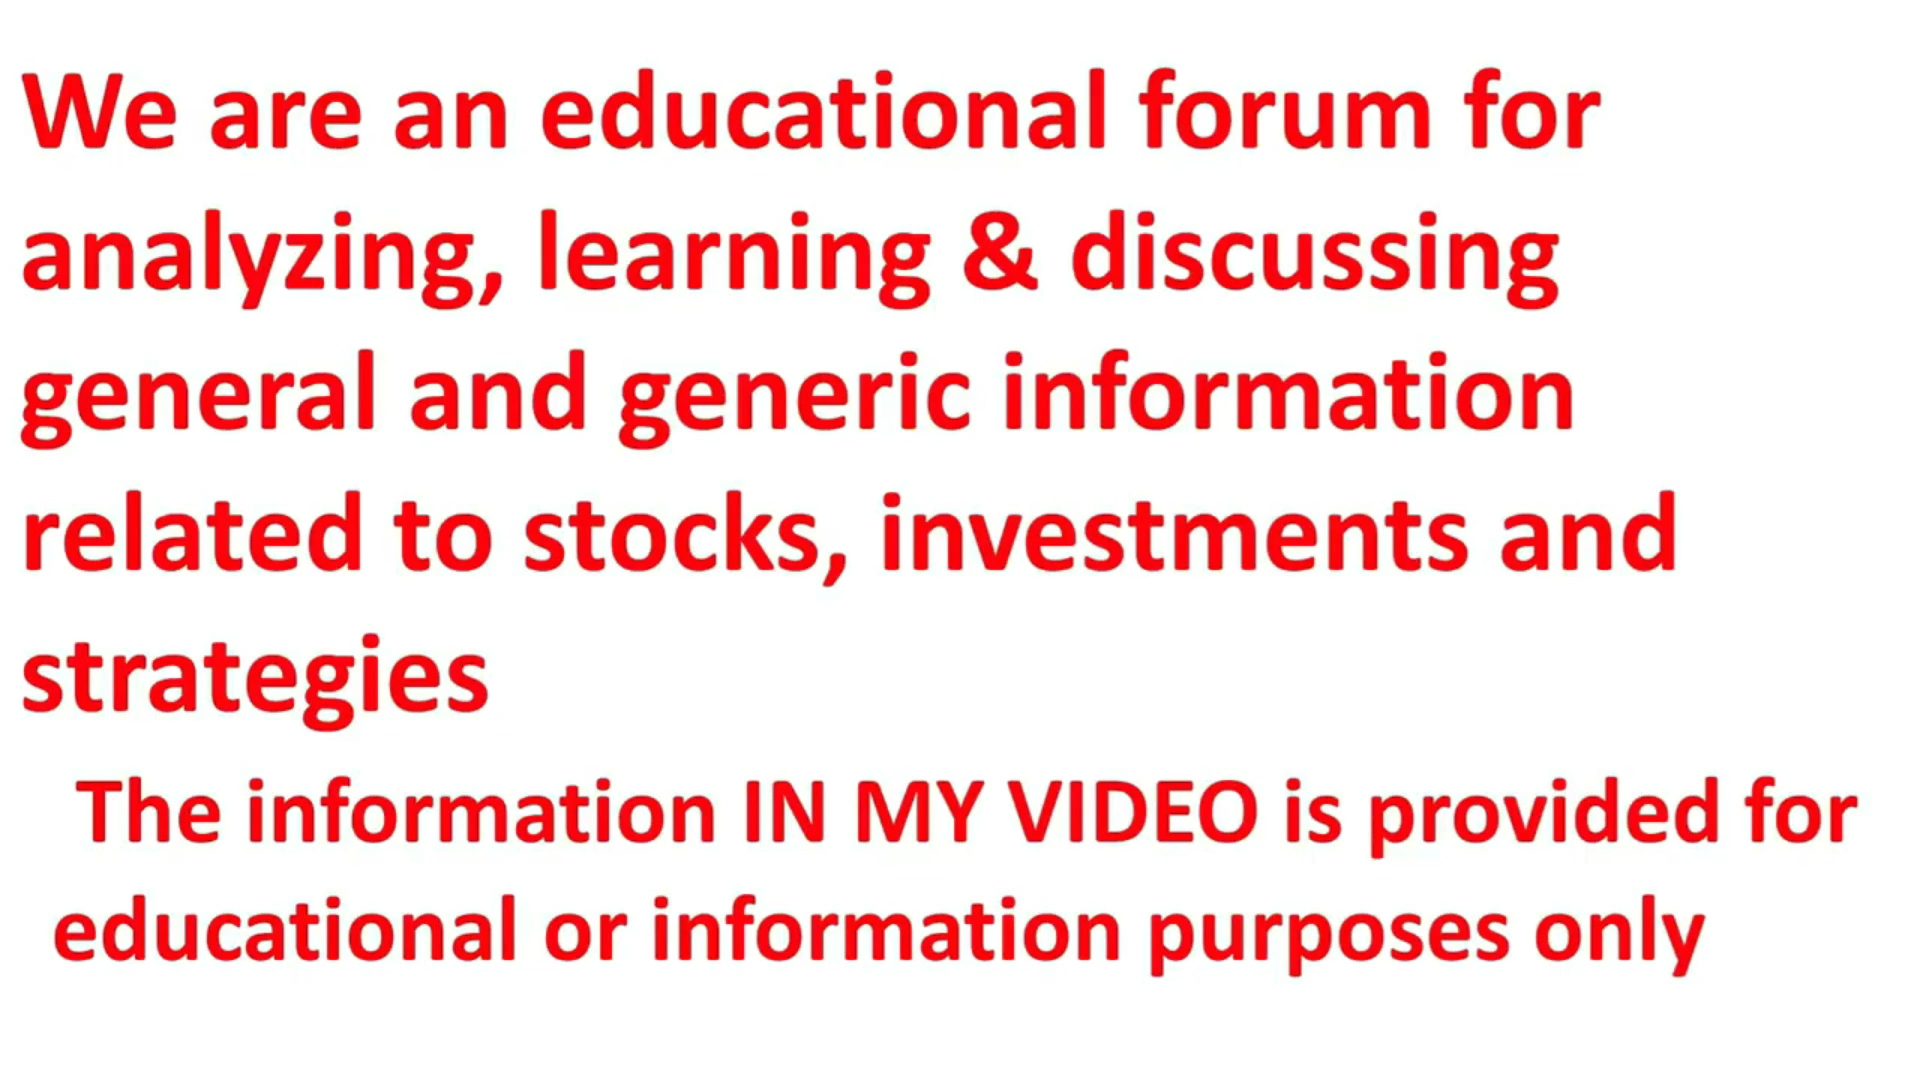 We are an educational forum for
analyzing, learning & discussing
general and generic information
related to stocks, investments and
strategies
The information IN MY VIDEO is provided for
educational or information purposes only